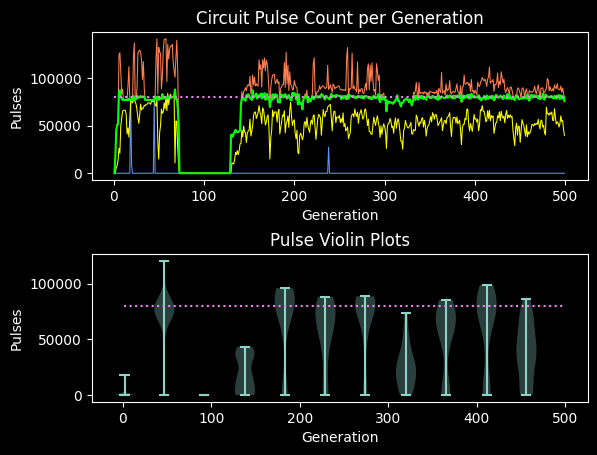 Circuit Pulse Count per Generation
Pulses
100000
50000
0
0 100 200 300 400 500
Generation
Pulse Violin Plots
Pulses
100000
50000
0
0 100 200 300 400 500
Generation